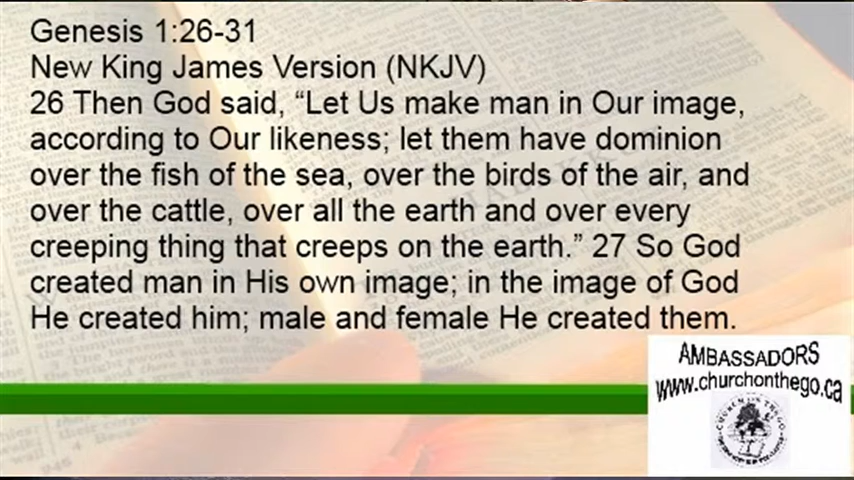 Genesis 1:26-31
New King James Version (NKJV)
26 Then God said, “Let Us make man in Our image,
according to Our likeness; let them have dominion
over the fish of the sea, over the birds of the air, and
over the cattle, over all the earth and over every
creeping thing that creeps on the earth.” 27 So God
created man in His own image; in the image of God
He created him; male and female He created them.
AMBASSADORS
www.churchonthego.ca